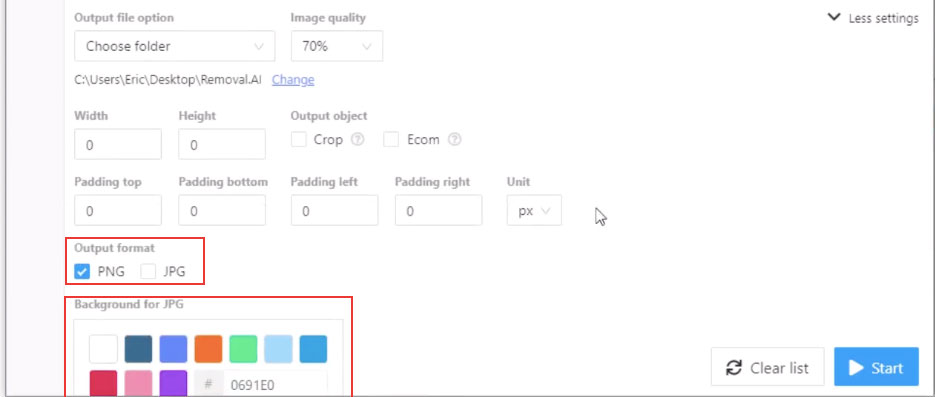 Output file option Image quality Less settings
Choose folder 70%
C:\Users\Eric\Desktop\Removal.AI Change
Width Height Output object
0 0 Crop ? Ecom ?
Padding top Padding bottom Padding left Padding right Unit
0 0 0 0 px
Output format
PNG JPG
Background for JPG
# 0691E0
Clear list Start